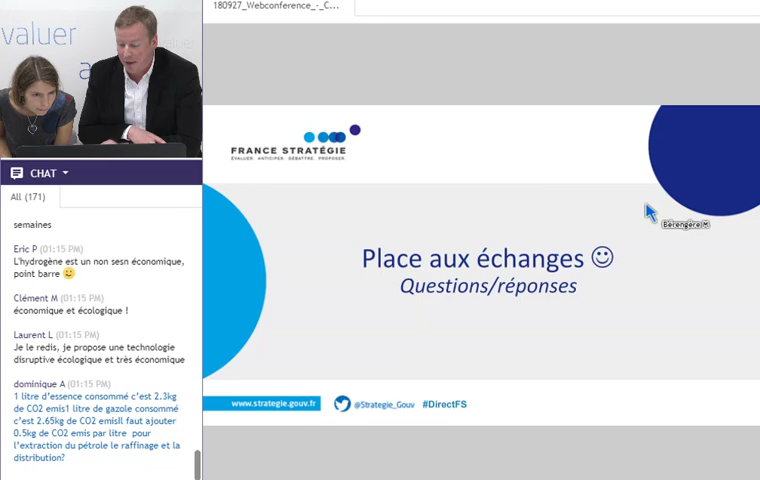 180927_Webconference_-_C...
valuer
CHAT
All (171)
semaines
Eric P (01:15 PM)
L'hydrogène est un non sesn économique,
point barre
Clément M (01:15 PM)
économique et écologique !
Laurent L (01:15 PM)
Je le redis, je propose une technologie
disruptive écologique et très économique
dominique A (01:15 PM)
1 litre d'essence consommé c'est 2.3kg
de CO2 emis1 litre de gazole consommé
c'est 2.65kg de CO2 emisIl faut ajouter
0.5kg de CO2 emis par litre pour
l'extraction du pétrole le raffinage et la
distribution?
FRANCE STRATÉGIE
ÉVALUER. ANTICIPER. DÉBATTRE. PROPOSER.
Bérengère M
Place aux échanges ☺
Questions/réponses
www.strategie.gouv.fr
@Strategie_Gouv
#DirectFS